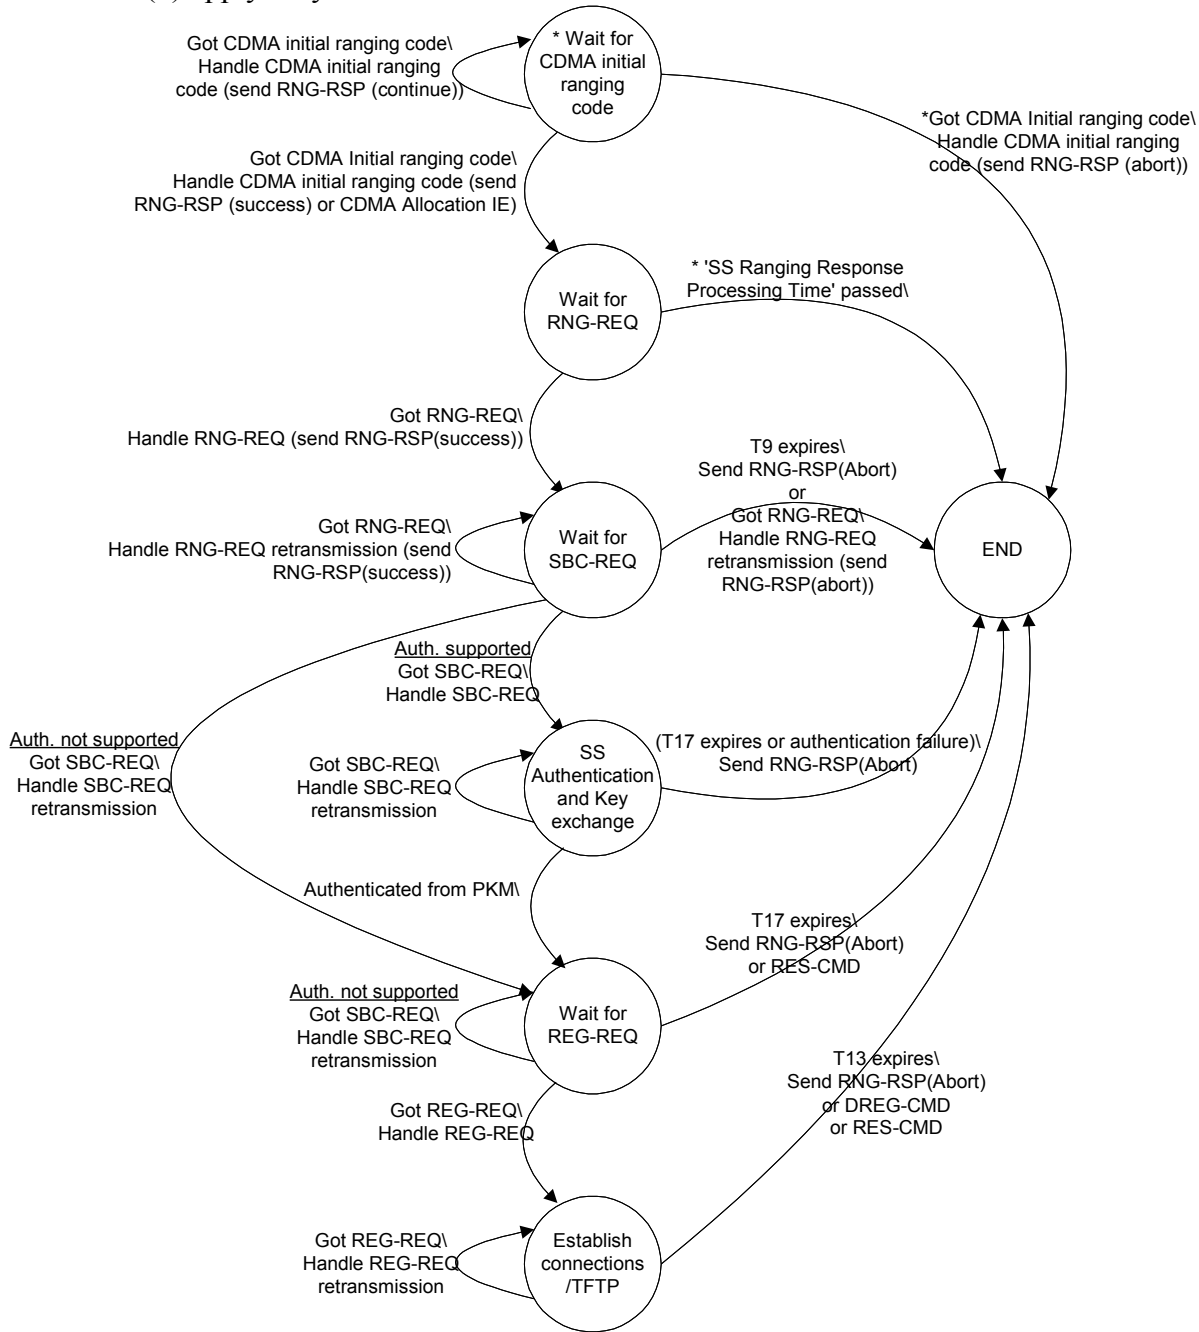 Got CDMA initial ranging code\
Handle CDMA initial ranging
code (send RNG-RSP (continue))
* Wait for
CDMA initial
ranging
code
*Got CDMA Initial ranging code\
Handle CDMA initial ranging
code (send RNG-RSP (abort))
Got CDMA Initial ranging code\
Handle CDMA initial ranging code (send
RNG-RSP (success) or CDMA Allocation IE)
Wait for
RNG-REQ
* 'SS Ranging Response
Processing Time' passed\
Got RNG-REQ\
Handle RNG-REQ (send RNG-RSP(success))
T9 expires\
Send RNG-RSP(Abort)
or
Got RNG-REQ\
Handle RNG-REQ
retransmission (send
RNG-RSP(abort))
Got RNG-REQ\
Handle RNG-REQ retransmission (send
RNG-RSP(success))
Wait for
SBC-REQ
END
Auth. supported
Got SBC-REQ\
Handle SBC-REQ
Auth. not supported
Got SBC-REQ\
Handle SBC-REQ
retransmission
Got SBC-REQ\
Handle SBC-REQ
retransmission
SS
Authentication
and Key
exchange
(T17 expires or authentication failure)\
Send RNG-RSP(Abort)
Authenticated from PKM\
T17 expires\
Send RNG-RSP(Abort)
or RES-CMD
Auth. not supported
Got SBC-REQ\
Handle SBC-REQ
retransmission
Wait for
REG-REQ
T13 expires\
Send RNG-RSP(Abort)
or DREG-CMD
or RES-CMD
Got REG-REQ\
Handle REG-REQ
Got REG-REQ\
Handle REG-REQ
retransmission
Establish
connections
/TFTP